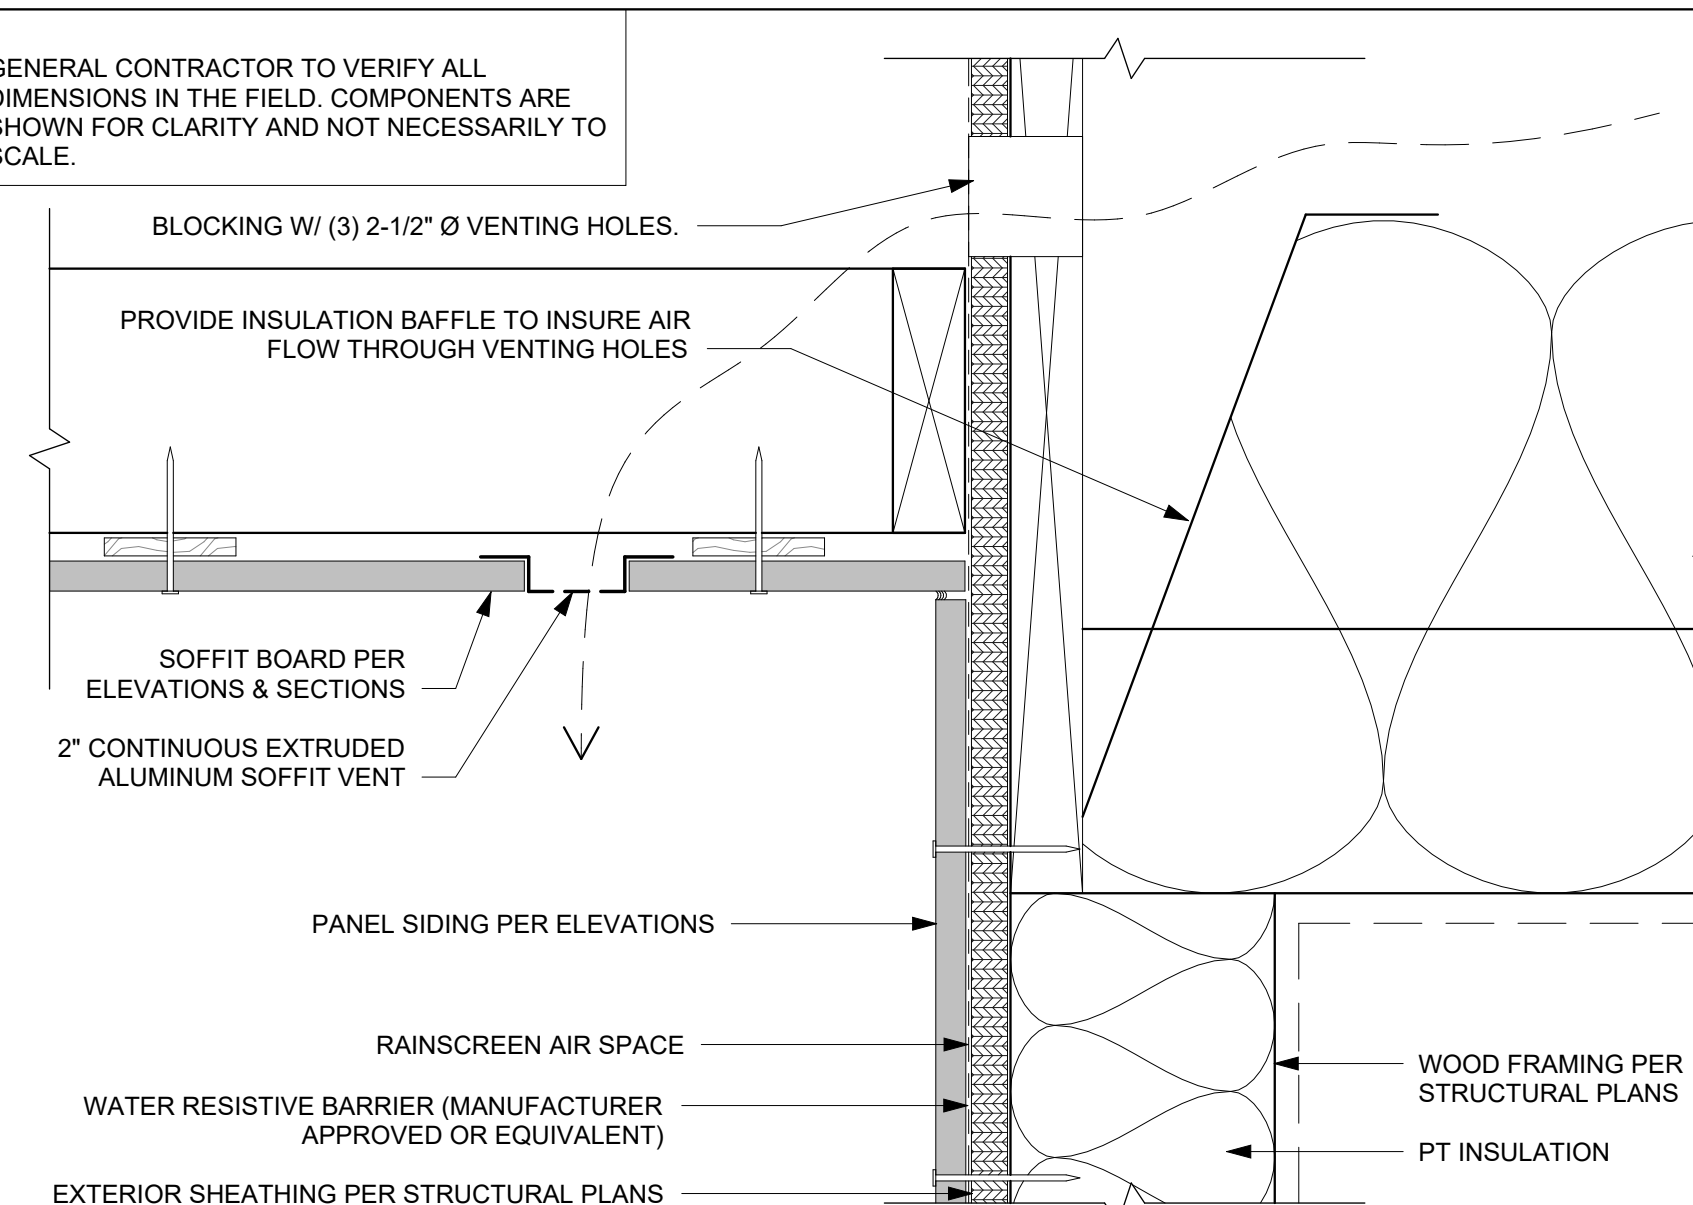 GENERAL CONTRACTOR TO VERIFY ALL
DIMENSIONS IN THE FIELD. COMPONENTS ARE
SHOWN FOR CLARITY AND NOT NECESSARILY TO
SCALE.
BLOCKING W/ (3) 2-1/2" Ø VENTING HOLES.
PROVIDE INSULATION BAFFLE TO INSURE AIR
FLOW THROUGH VENTING HOLES
SOFFIT BOARD PER
ELEVATIONS & SECTIONS
2" CONTINUOUS EXTRUDED
ALUMINUM SOFFIT VENT
PANEL SIDING PER ELEVATIONS
RAINSCREEN AIR SPACE
WATER RESISTIVE BARRIER (MANUFACTURER
APPROVED OR EQUIVALENT)
EXTERIOR SHEATHING PER STRUCTURAL PLANS
WOOD FRAMING PER
STRUCTURAL PLANS
PT INSULATION